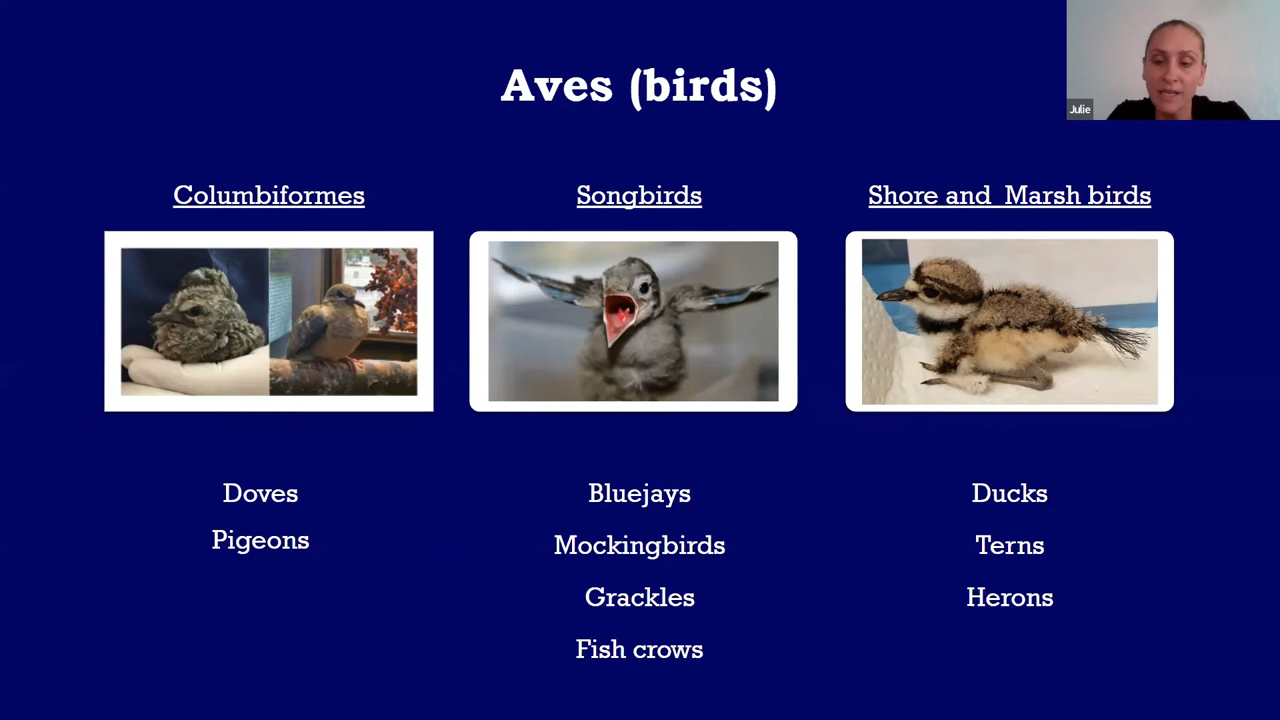 Aves (birds)
Julie
Columbiformes
Songbirds
Shore and  Marsh birds
Doves
Pigeons
Bluejays
Mockingbirds
Grackles
Fish crows
Ducks
Terns
Herons